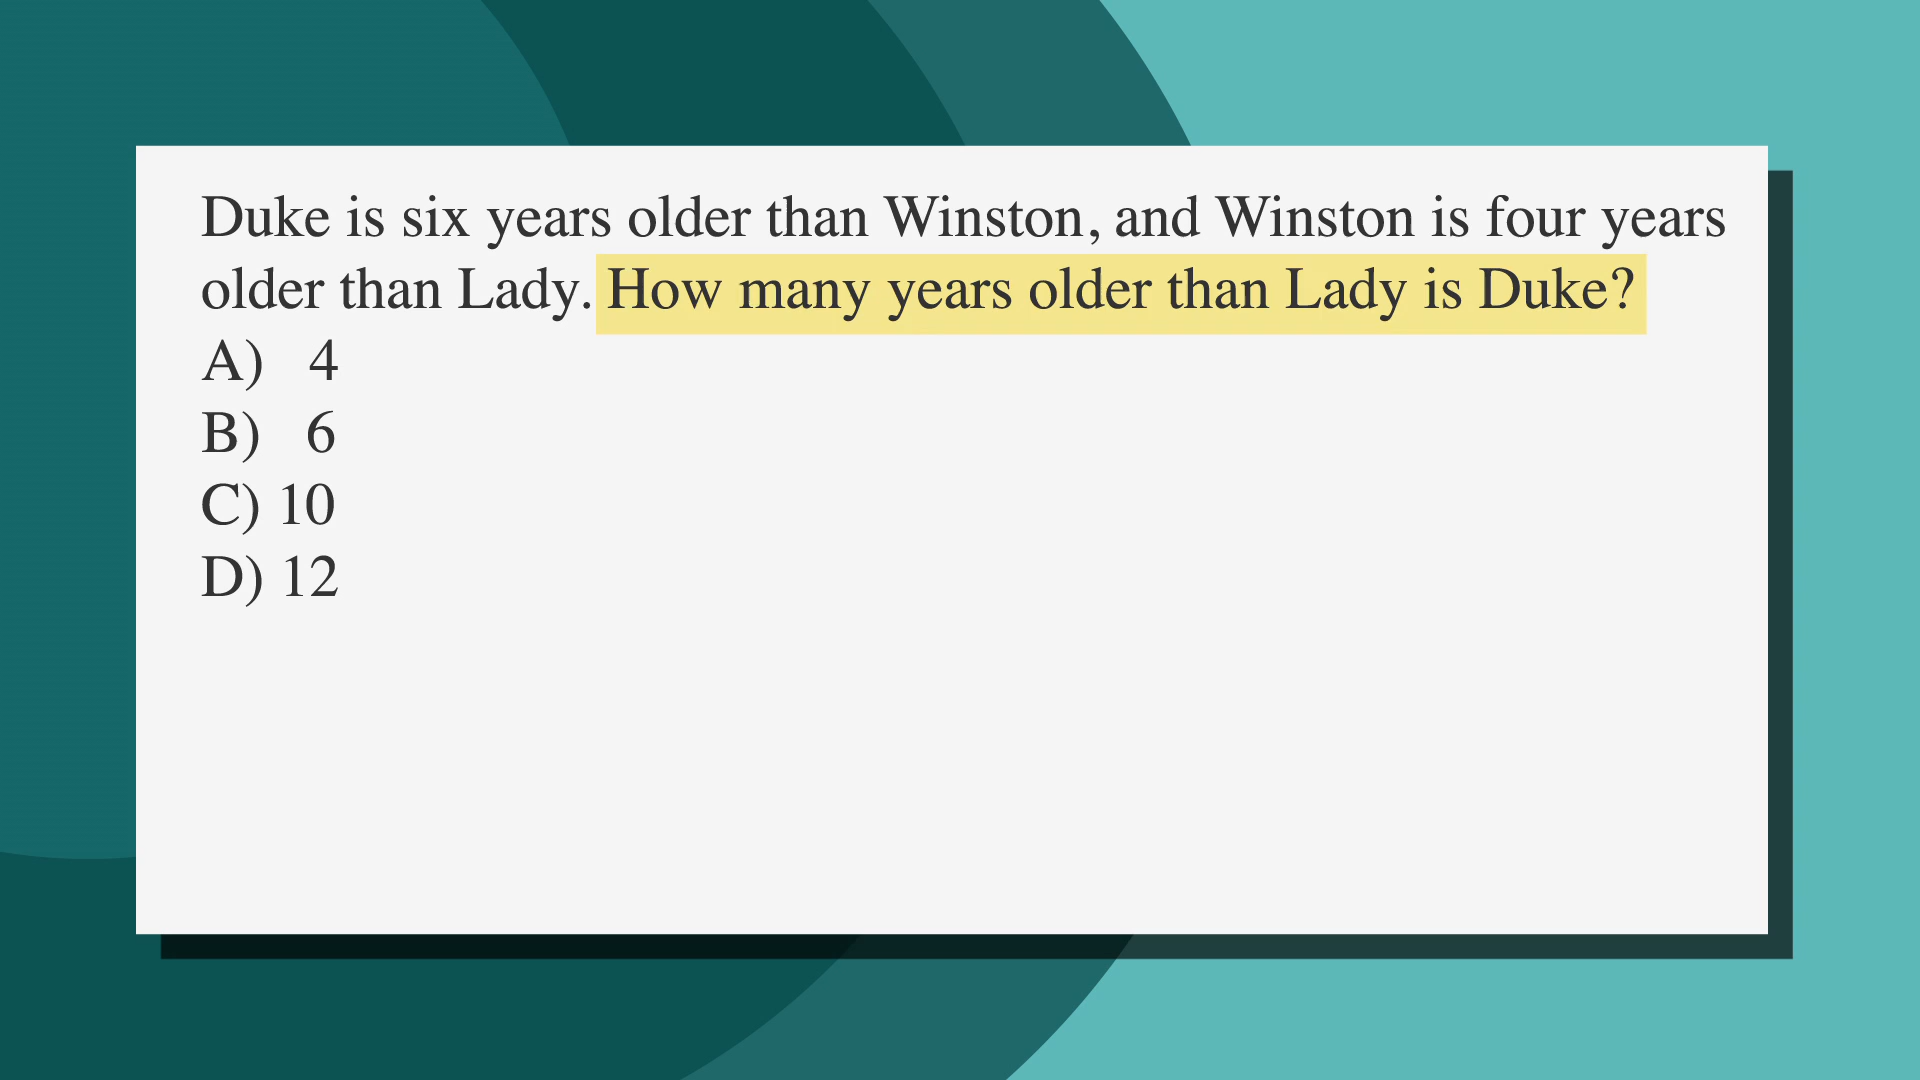 Duke is six years older than Winston, and Winston is four years
older than Lady. How many years older than Lady is Duke?
A) 4
B) 6
C) 10
D) 12